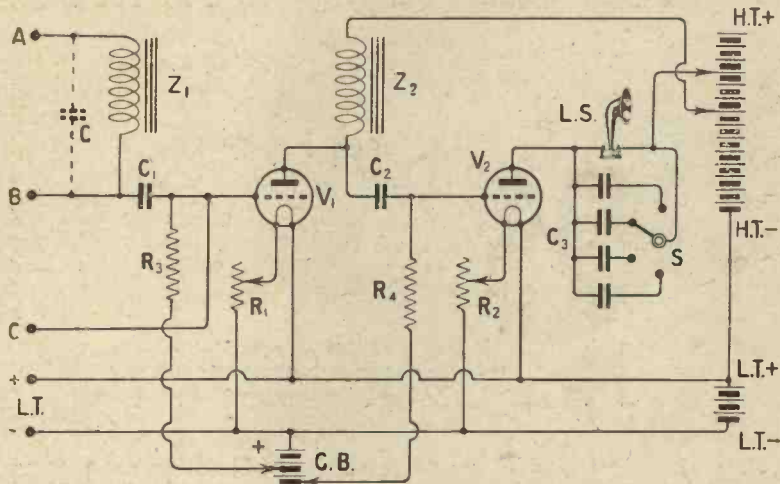 A
H.T.+
Z₁
Z₂
C
L.S.
B
C₁
V₁
C₂
V₂
C₃
S
H.T.-
R₃
R₁
R₄
R₂
C
+
L.T.
-
L.T.+
+
G.B.
L.T.-